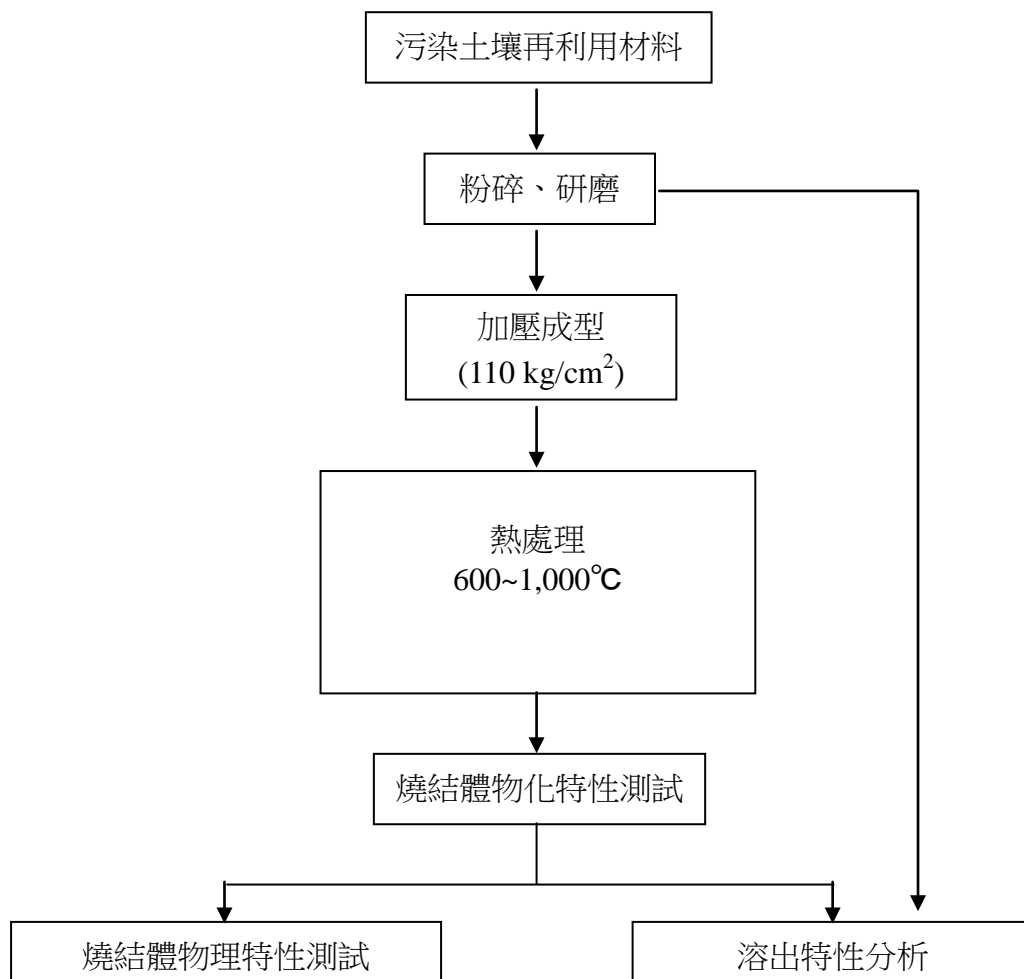 污染土壤再利用材料
粉碎、研磨
加壓成型
(110 kg/cm²)
熱處理
600~1,000℃
燒結體物化特性測試
燒結體物理特性測試
溶出特性分析